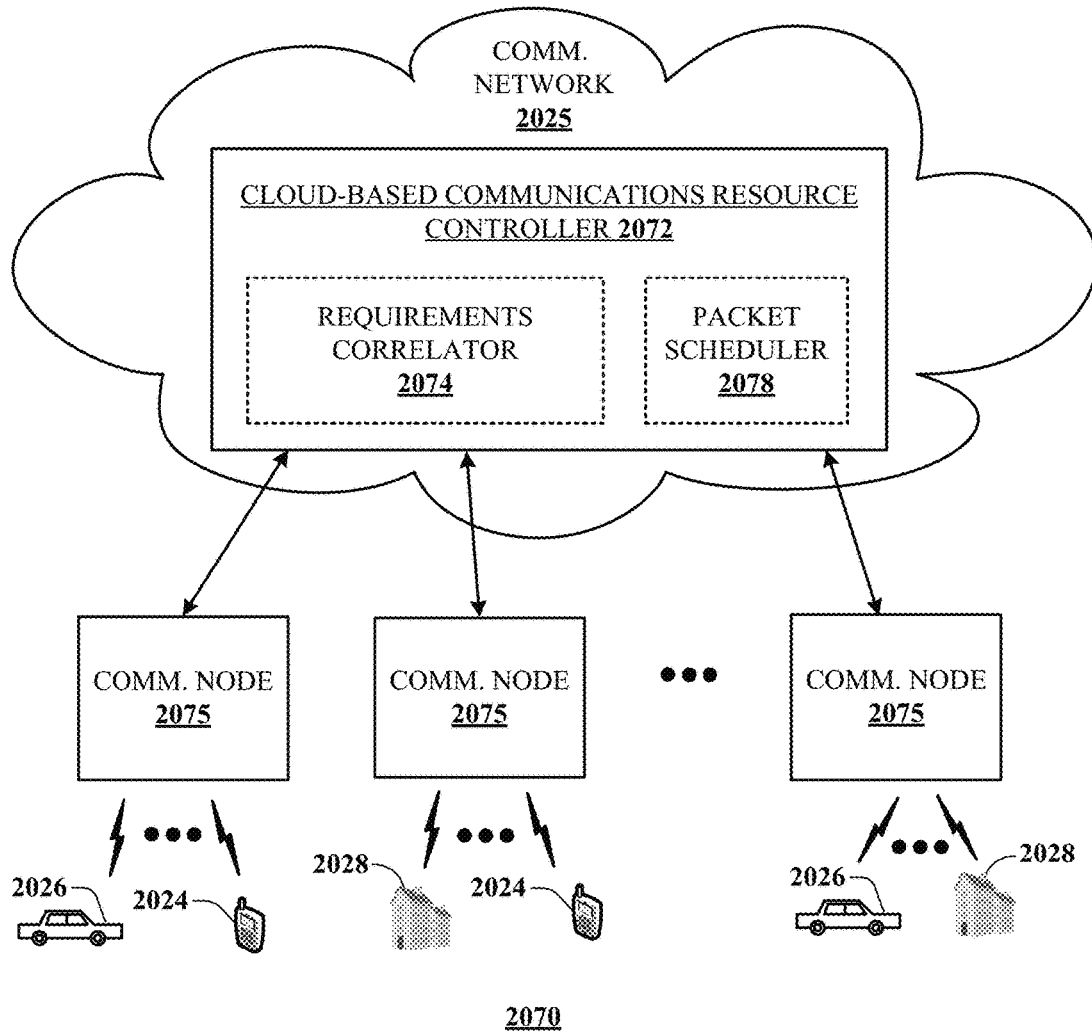 COMM.
NETWORK
2025
CLOUD-BASED COMMUNICATIONS RESOURCE
CONTROLLER 2072
REQUIREMENTS
CORRELATOR
2074
PACKET
SCHEDULER
2078
COMM. NODE
2075
COMM. NODE
2075
COMM. NODE
2075
2026
2024
2028
2024
2026
2028
2070